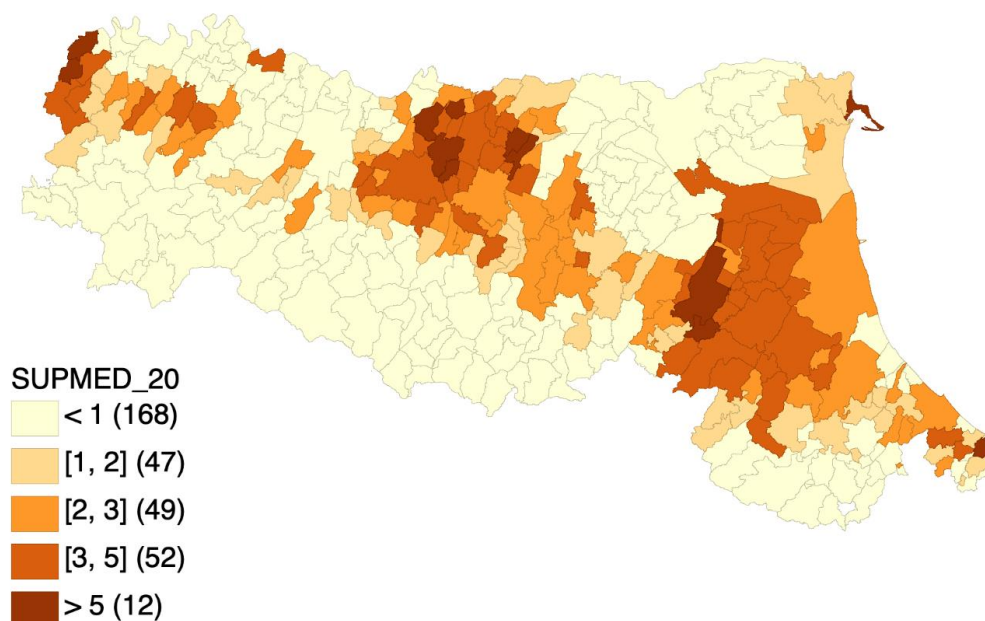 SUPMED_20
< 1 (168)
[1, 2] (47)
[2, 3] (49)
[3, 5] (52)
> 5 (12)